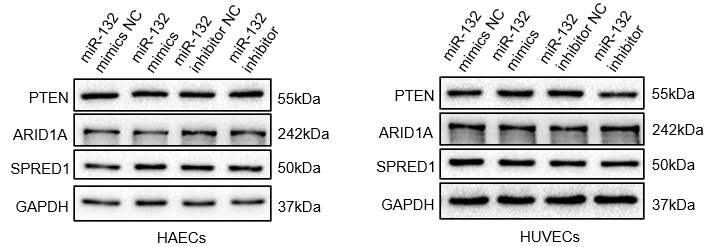 miR-132 mimics NC
miR-132 mimics
miR-132 inhibitor NC
miR-132 inhibitor
PTEN 55kDa
ARID1A 242kDa
SPRED1 50kDa
GAPDH 37kDa
HAECs
miR-132 mimics NC
miR-132 mimics
miR-132 inhibitor NC
miR-132 inhibitor
PTEN 55kDa
ARID1A 242kDa
SPRED1 50kDa
GAPDH 37kDa
HUVECs